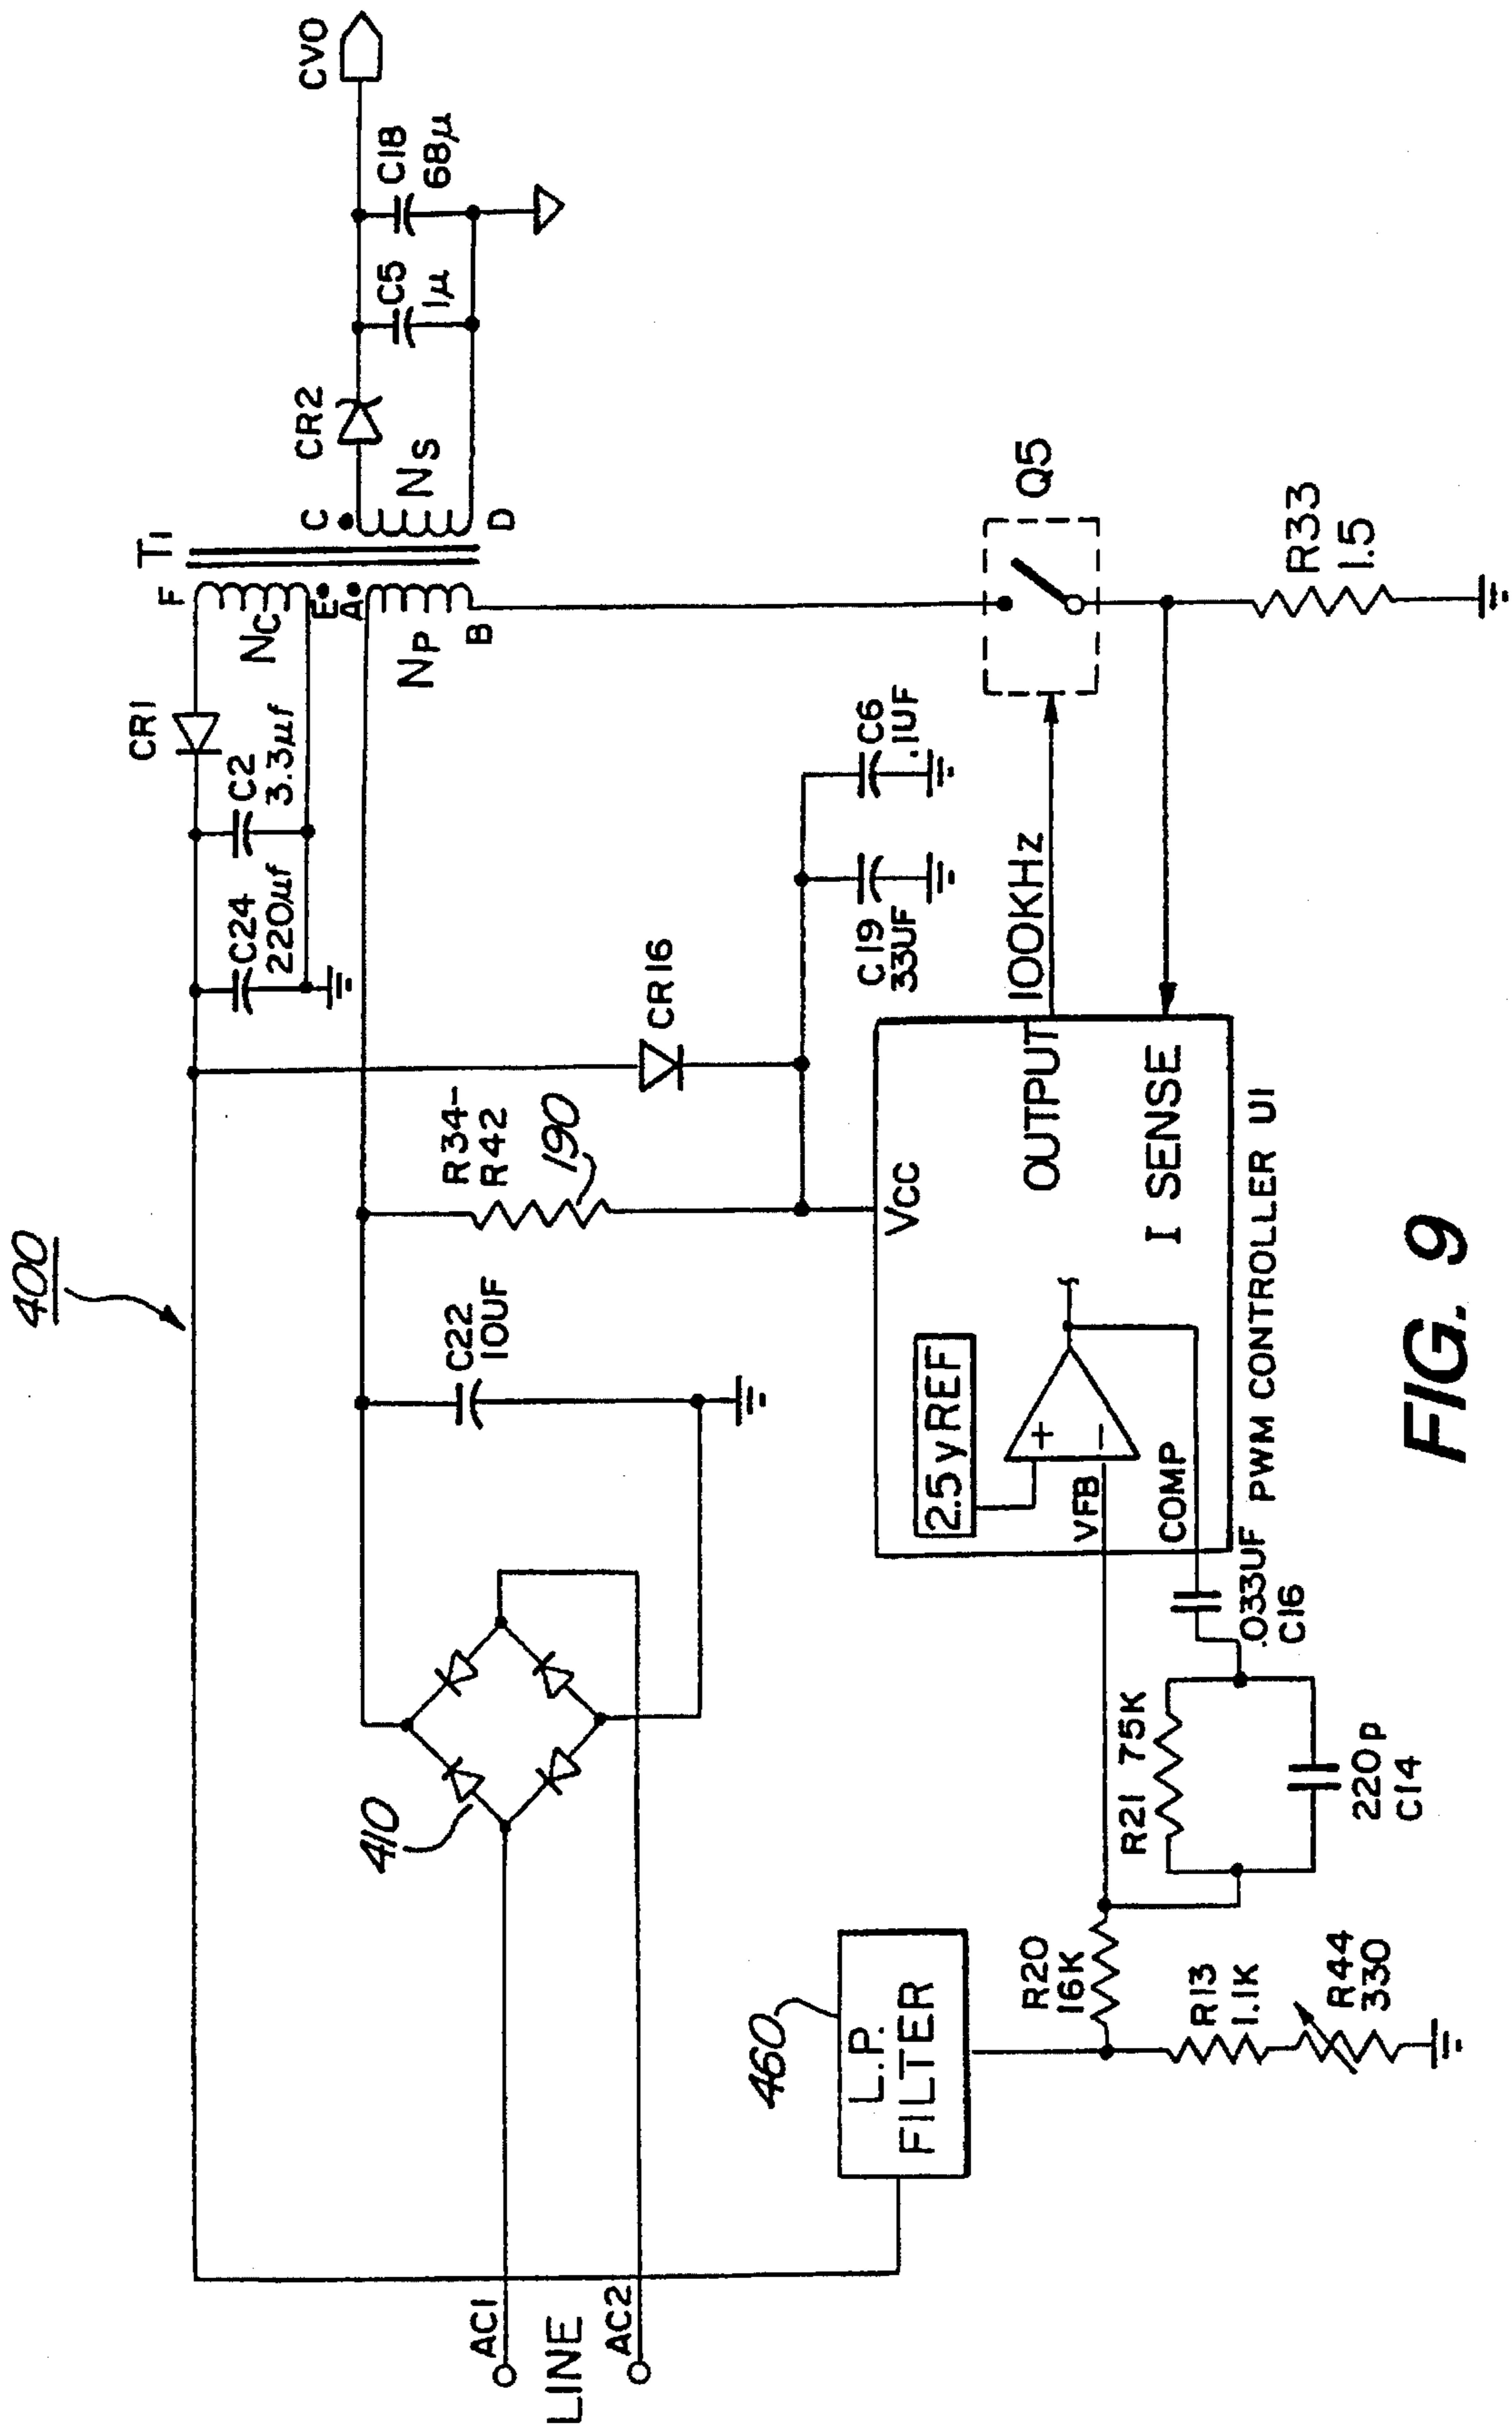 400
T1
F
CR1
NC
E
A
NP
B
C
NS
D
CR2
C5
1μ
C18
68μ
CVO
C24
220μf
C2
3.3μf
410
C22
10UF
R34-
R42
190
CR16
C19
33UF
C6
.1UF
AC1
LINE
AC2
460
L.P.
FILTER
R20
16K
R13
1.1K
R44
330
R21 75K
220p
C14
.033UF
C16
2.5 V REF
VFB
COMP
VCC
OUTPUT
I SENSE
PWM CONTROLLER U1
100KHz
Q5
R33
1.5
FIG. 9